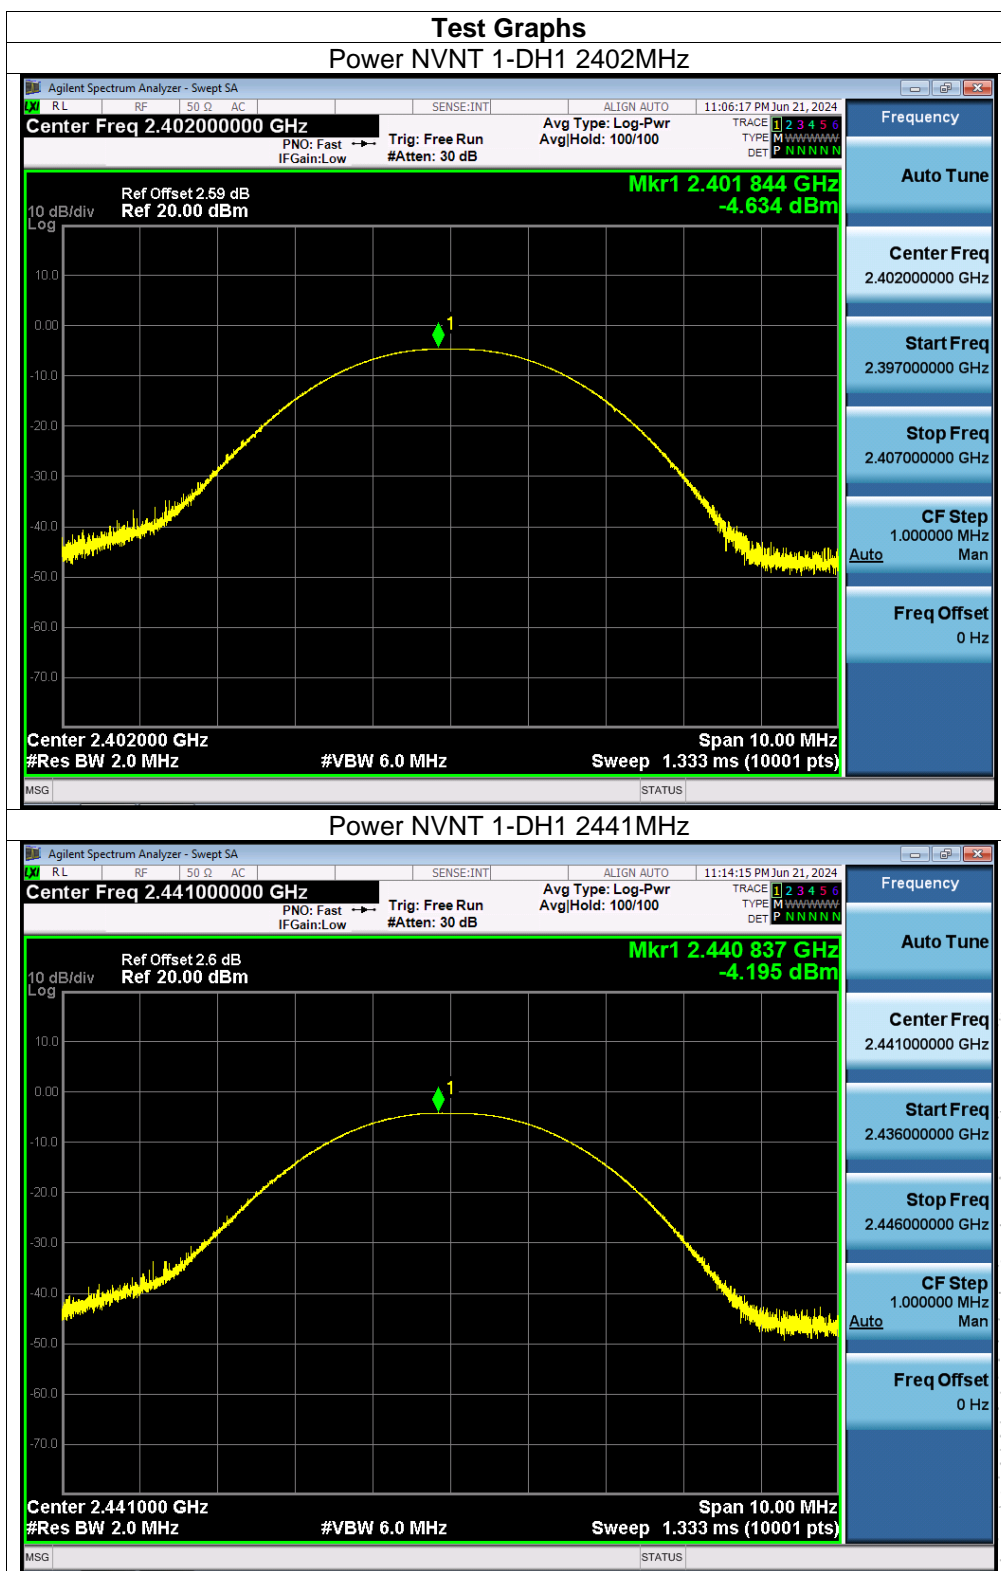 Test Graphs
Power NVNT 1-DH1 2402MHz
Agilent Spectrum Analyzer - Swept SA
LXI RL RF 50 Ω AC SENSE:INT ALIGN AUTO 11:06:17 PM Jun 21, 2024
Center Freq 2.402000000 GHz
PNO: Fast
IFGain:Low
Trig: Free Run
#Atten: 30 dB
Avg Type: Log-Pwr
Avg|Hold: 100/100
TRACE 1 2 3 4 5 6
TYPE M WWWWW
DET P N N N N N
Frequency
Auto Tune
Center Freq
2.402000000 GHz
Start Freq
2.397000000 GHz
Stop Freq
2.407000000 GHz
CF Step
1.000000 MHz
Auto Man
Freq Offset
0 Hz
Mkr1 2.401 844 GHz
-4.634 dBm
Ref Offset 2.59 dB
10 dB/div Ref 20.00 dBm
Log
10.0
0.00
-10.0
-20.0
-30.0
-40.0
-50.0
-60.0
-70.0
1
Center 2.402000 GHz Span 10.00 MHz
#Res BW 2.0 MHz #VBW 6.0 MHz Sweep 1.333 ms (10001 pts)
MSG STATUS
Power NVNT 1-DH1 2441MHz
Agilent Spectrum Analyzer - Swept SA
LXI RL RF 50 Ω AC SENSE:INT ALIGN AUTO 11:14:15 PM Jun 21, 2024
Center Freq 2.441000000 GHz
PNO: Fast
IFGain:Low
Trig: Free Run
#Atten: 30 dB
Avg Type: Log-Pwr
Avg|Hold: 100/100
TRACE 1 2 3 4 5 6
TYPE M WWWWW
DET P N N N N N
Frequency
Auto Tune
Center Freq
2.441000000 GHz
Start Freq
2.436000000 GHz
Stop Freq
2.446000000 GHz
CF Step
1.000000 MHz
Auto Man
Freq Offset
0 Hz
Mkr1 2.440 837 GHz
-4.195 dBm
Ref Offset 2.6 dB
10 dB/div Ref 20.00 dBm
Log
10.0
0.00
-10.0
-20.0
-30.0
-40.0
-50.0
-60.0
-70.0
1
Center 2.441000 GHz Span 10.00 MHz
#Res BW 2.0 MHz #VBW 6.0 MHz Sweep 1.333 ms (10001 pts)
MSG STATUS